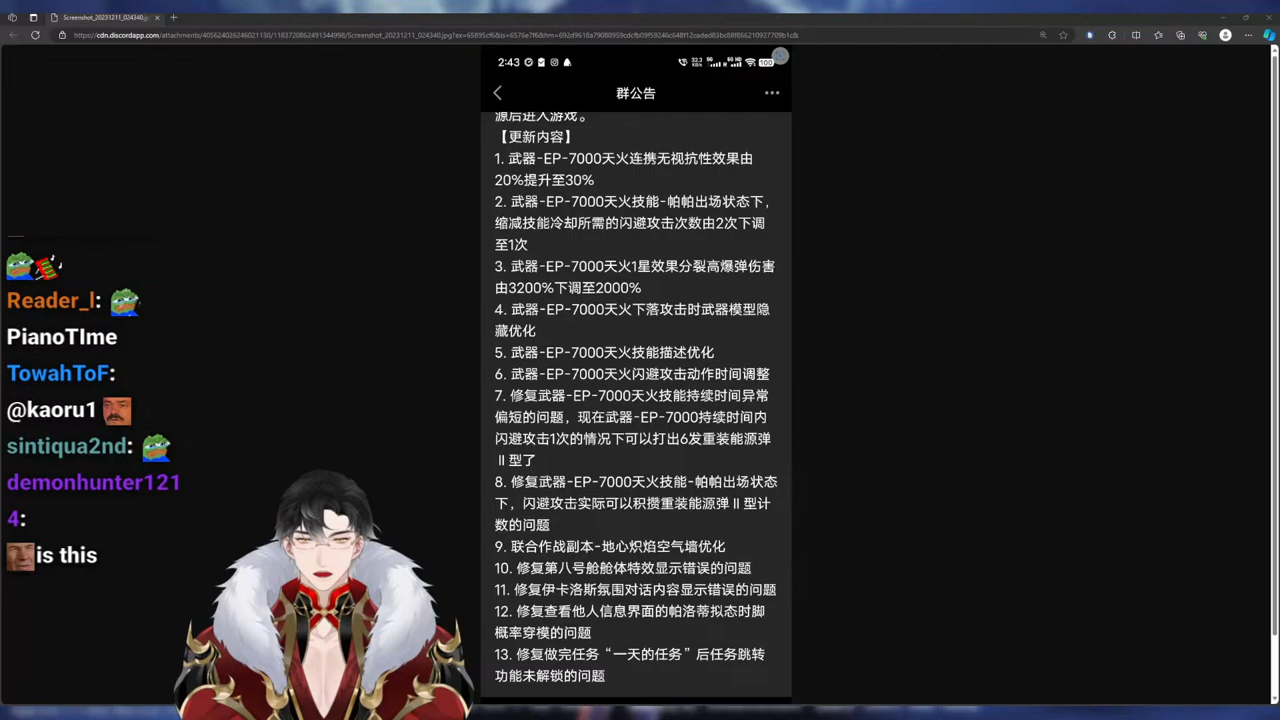 Screenshot_20231211_024340.jp
https://cdn.discordapp.com/attachments/405624026246021130/1183720862491344998/Screenshot_20231211_024340.jpg?ex=65895cf6&is=6576e7f6&hm=
Reader_I:
PianoTIme
TowahToF:
@kaoru1
sintiqua2nd:
demonhunter121
4:
is this
2:43
100
群公告
源后进入游戏。
【更新内容】
1. 武器-EP-7000天火连携无视抗性效果由
20%提升至30%
2. 武器-EP-7000天火技能-帕帕出场状态下，
缩减技能冷却所需的闪避攻击次数由2次下调
至1次
3. 武器-EP-7000天火1星效果分裂高爆弹伤害
由3200%下调至2000%
4. 武器-EP-7000天火下落攻击时武器模型隐
藏优化
5. 武器-EP-7000天火技能描述优化
6. 武器-EP-7000天火闪避攻击动作时间调整
7. 修复武器-EP-7000天火技能持续时间异常
偏短的问题，现在武器-EP-7000持续时间内
闪避攻击1次的情况下可以打出6发重装能源弹
Ⅱ型了
8. 修复武器-EP-7000天火技能-帕帕出场状态
下，闪避攻击实际可以积攒重装能源弹Ⅱ型计
数的问题
9. 联合作战副本-地心炽焰空气墙优化
10. 修复第八号舱舱体特效显示错误的问题
11. 修复伊卡洛斯氛围对话内容显示错误的问题
12. 修复查看他人信息界面的帕洛蒂拟态时脚
概率穿模的问题
13. 修复做完任务“一天的任务”后任务跳转
功能未解锁的问题